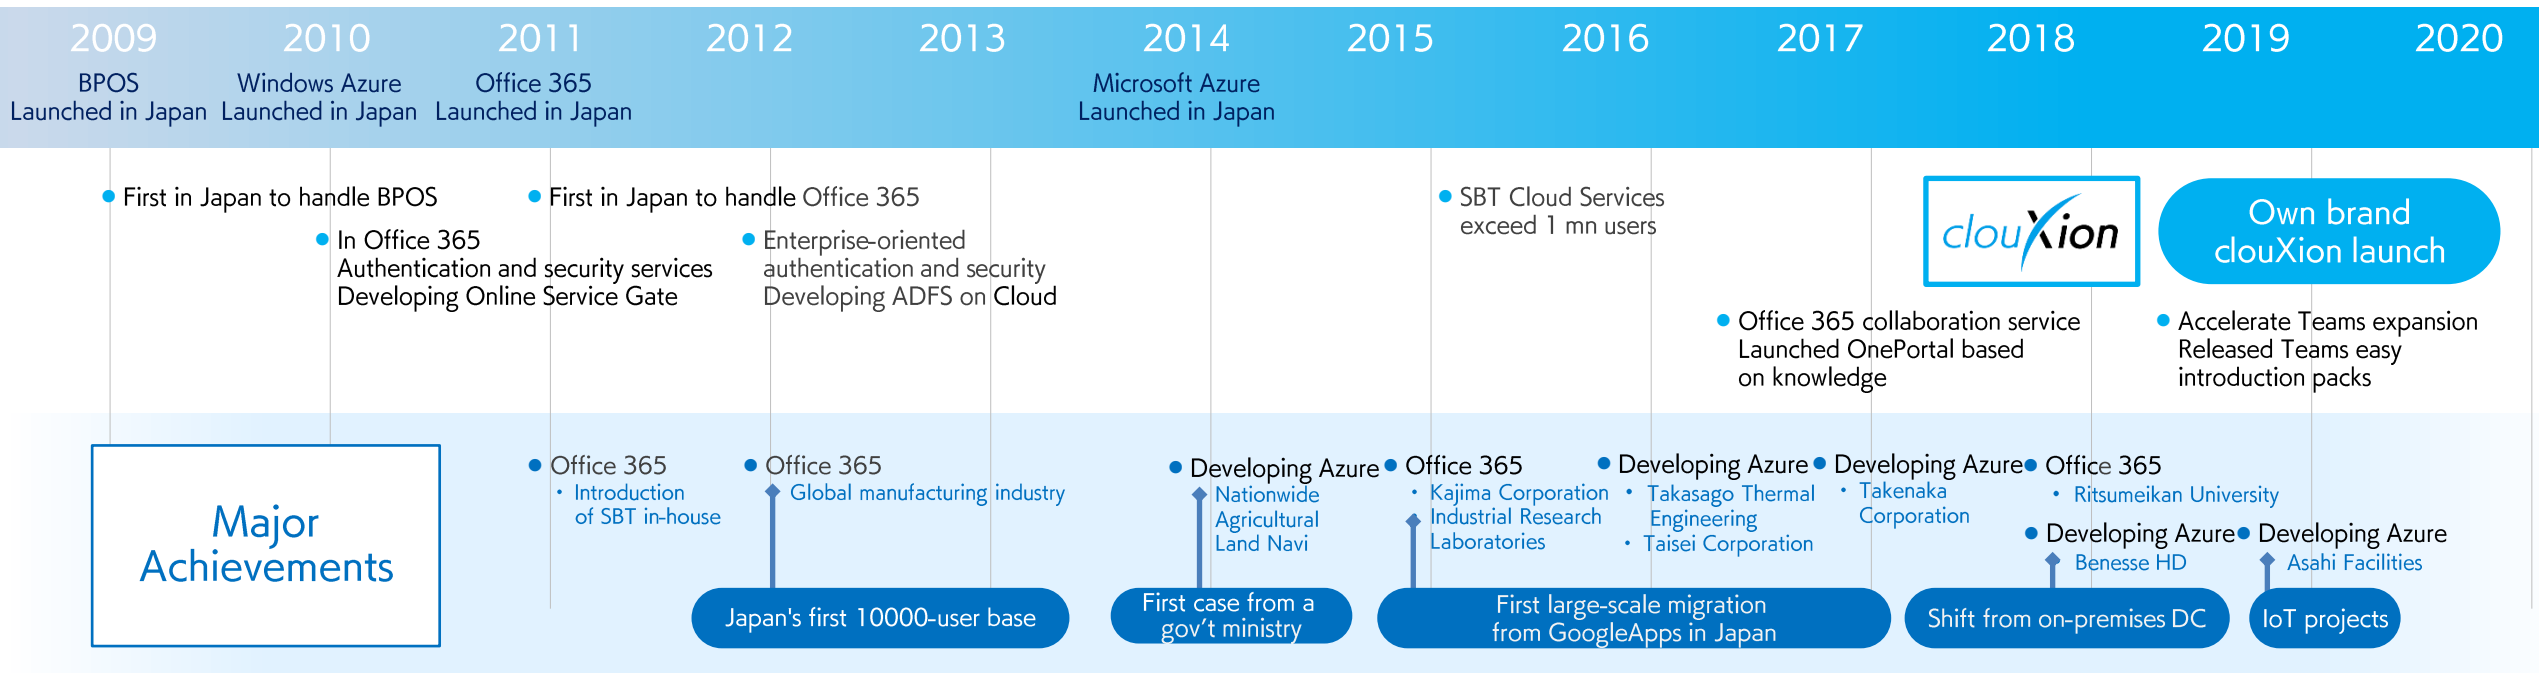 2009
2010
2011
2012
2013
2014
2015
2016
2017
2018
2019
2020
BPOS
Launched in Japan
Windows Azure
Launched in Japan
Office 365
Launched in Japan
Microsoft Azure
Launched in Japan
First in Japan to handle BPOS
In Office 365
Authentication and security services
Developing Online Service Gate
First in Japan to handle Office 365
Enterprise-oriented
authentication and security
Developing ADFS on Cloud
SBT Cloud Services
exceed 1 mn users
Office 365 collaboration service
Launched OnePortal based
on knowledge
clouXion
Own brand
clouXion launch
Accelerate Teams expansion
Released Teams easy
introduction packs
Major
Achievements
Office 365
・Introduction
of SBT in-house
Office 365
Global manufacturing industry
Japan's first 10000-user base
Developing Azure
Nationwide
Agricultural
Land Navi
First case from a
gov't ministry
Office 365
・Kajima Corporation
Industrial Research
Laboratories
First large-scale migration
from GoogleApps in Japan
Developing Azure
・Takasago Thermal
Engineering
・Taisei Corporation
Developing Azure
・Takenaka
Corporation
Office 365
・Ritsumeikan University
Developing Azure
Benesse HD
Shift from on-premises DC
Developing Azure
Asahi Facilities
IoT projects